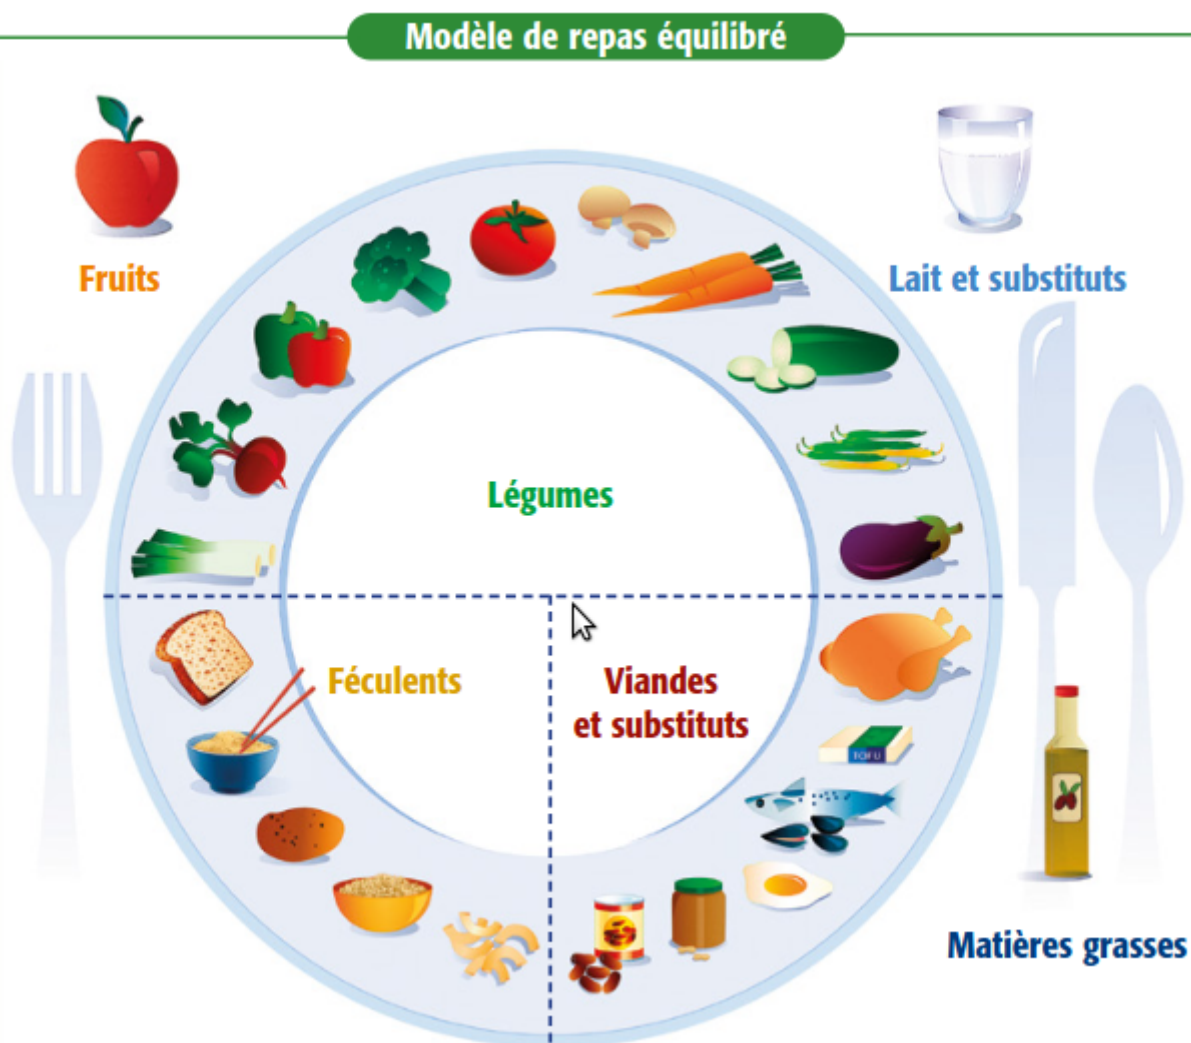 Modèle de repas équilibré
Fruits
Lait et substituts
Légumes
Féculents
Viandes
et substituts
TOFU
Matières grasses